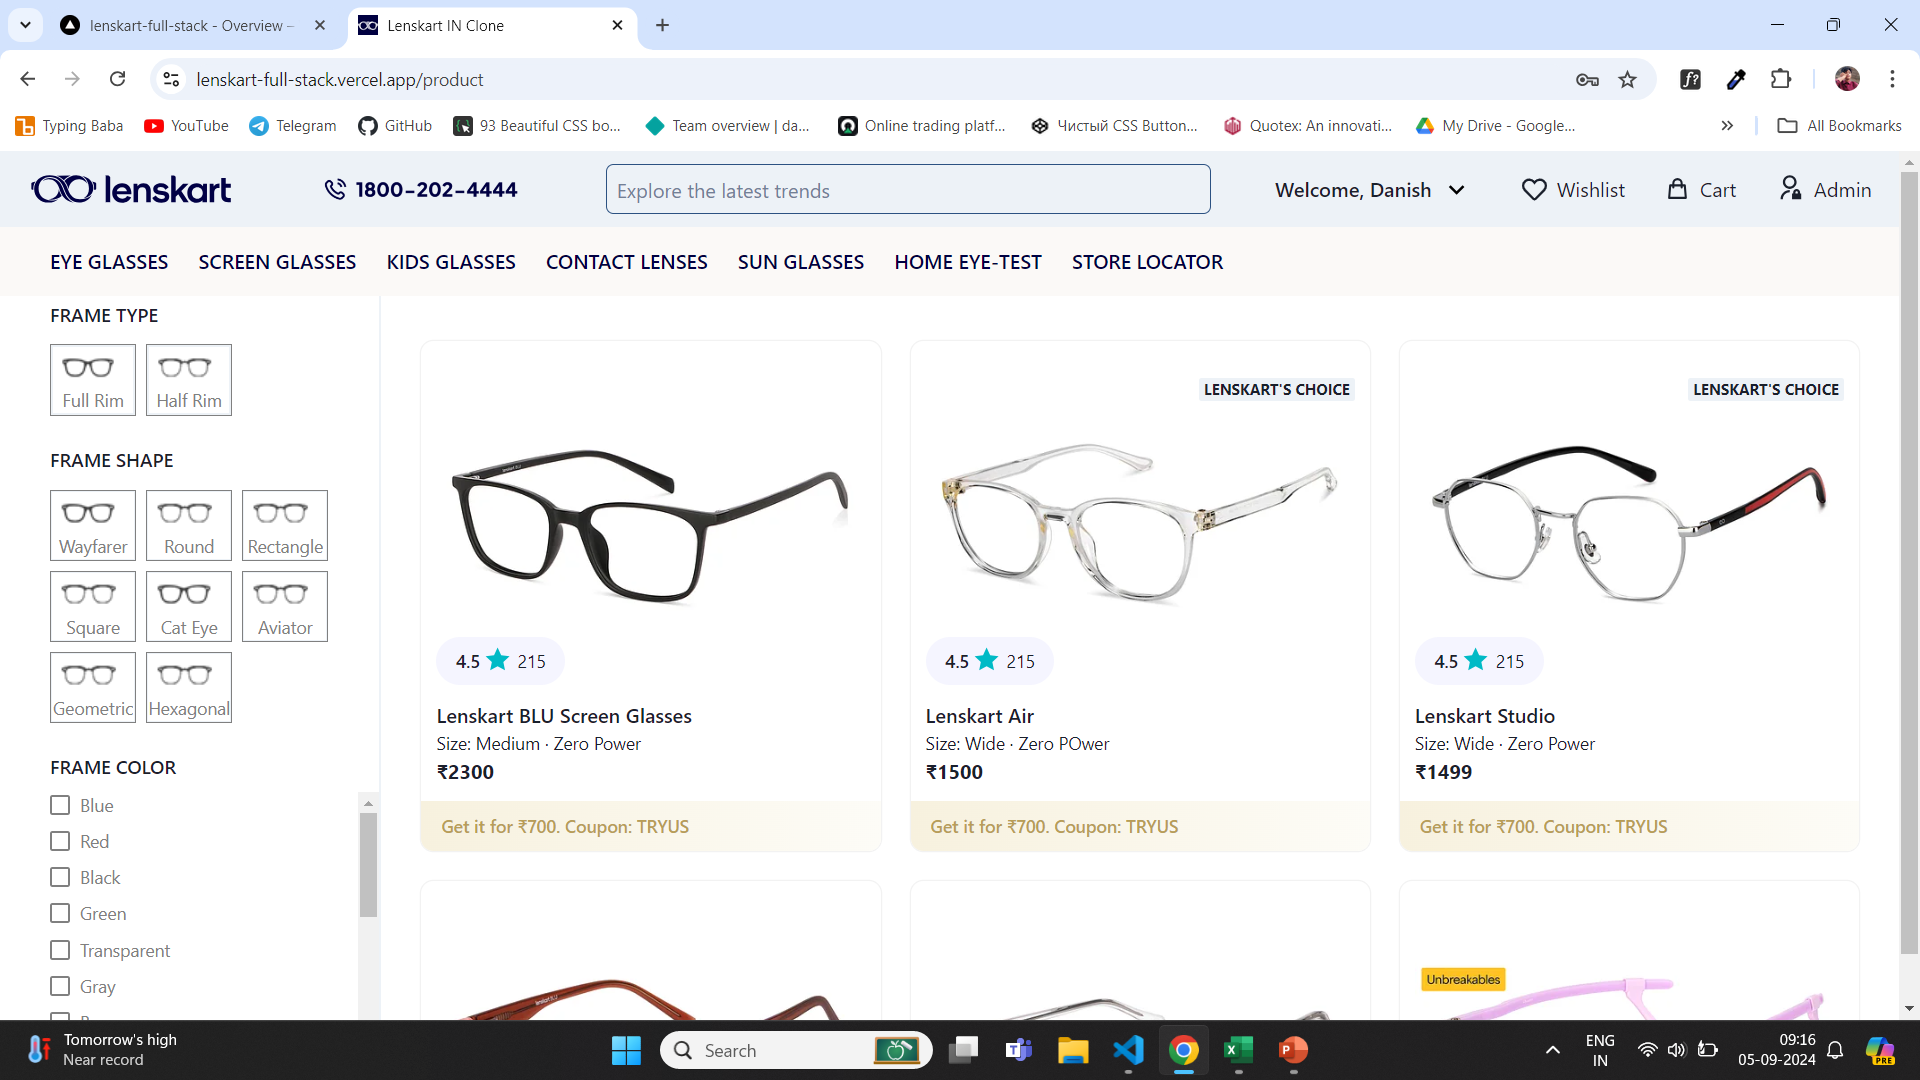 lenskart-full-stack - Overview –
Lenskart IN Clone
lenskart-full-stack.vercel.app/product
Typing Baba
YouTube
Telegram
GitHub
93 Beautiful CSS bo...
Team overview | da...
Online trading platf...
Чистый CSS Button...
Quotex: An innovati...
My Drive - Google...
All Bookmarks
lenskart
1800-202-4444
Explore the latest trends
Welcome, Danish
Wishlist
Cart
Admin
EYE GLASSES
SCREEN GLASSES
KIDS GLASSES
CONTACT LENSES
SUN GLASSES
HOME EYE-TEST
STORE LOCATOR
FRAME TYPE
Full Rim
Half Rim
FRAME SHAPE
Wayfarer
Round
Rectangle
Square
Cat Eye
Aviator
Geometric
Hexagonal
FRAME COLOR
Blue
Red
Black
Green
Transparent
Gray
4.5 215
Lenskart BLU Screen Glasses
Size: Medium · Zero Power
₹2300
Get it for ₹700. Coupon: TRYUS
LENSKART'S CHOICE
4.5 215
Lenskart Air
Size: Wide · Zero POwer
₹1500
Get it for ₹700. Coupon: TRYUS
LENSKART'S CHOICE
4.5 215
Lenskart Studio
Size: Wide · Zero Power
₹1499
Get it for ₹700. Coupon: TRYUS
Unbreakables
Tomorrow's high
Near record
Search
ENG
IN
09:16
05-09-2024
PRE